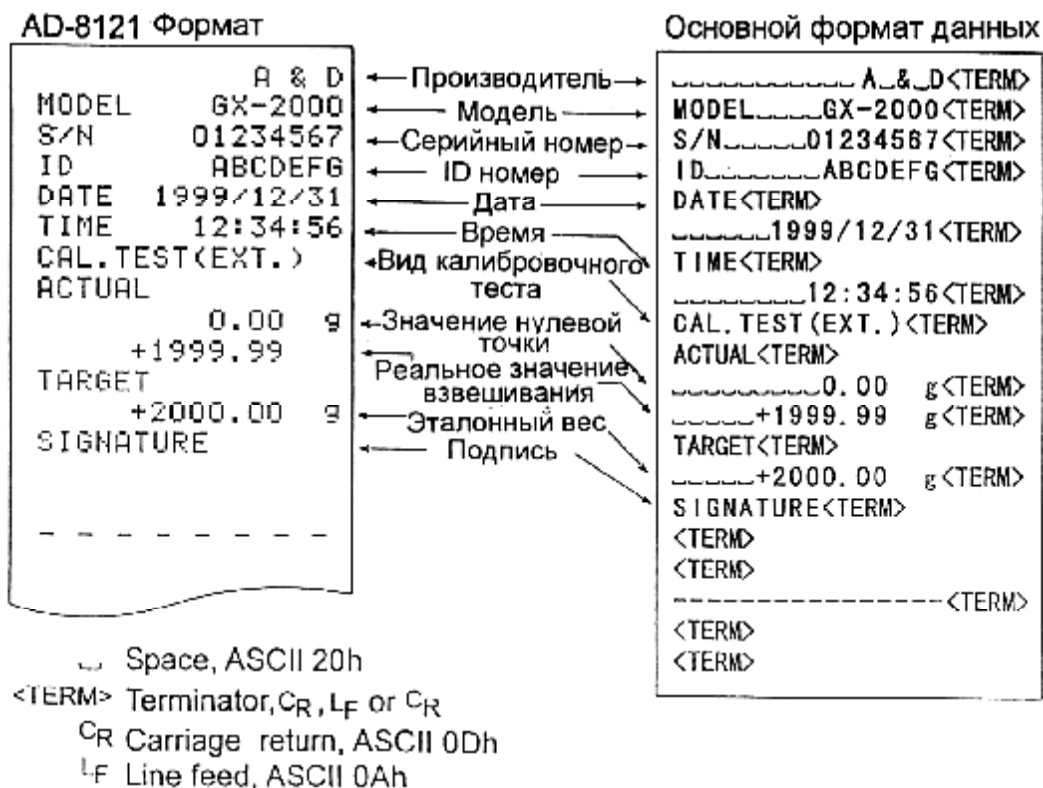 AD-8121 Формат
A & D
MODEL GX-2000
S/N 01234567
ID ABCDEFG
DATE 1999/12/31
TIME 12:34:56
CAL.TEST(EXT.)
ACTUAL
0.00 g
+1999.99
TARGET
+2000.00 g
SIGNATURE
- - - - - - - -
Производитель
Модель
Серийный номер
ID номер
Дата
Время
Вид калибровочного
теста
Значение нулевой
точки
Реальное значение
взвешивания
Эталонный вес
Подпись
Основной формат данных
␣␣␣␣␣␣␣␣␣␣␣␣A␣&␣D<TERM>
MODEL␣␣␣␣␣GX-2000<TERM>
S/N␣␣␣␣␣␣01234567<TERM>
ID␣␣␣␣␣␣␣␣ABCDEFG<TERM>
DATE<TERM>
␣␣␣␣␣␣␣1999/12/31<TERM>
TIME<TERM>
␣␣␣␣␣␣␣␣␣12:34:56<TERM>
CAL.TEST(EXT.)<TERM>
ACTUAL<TERM>
␣␣␣␣␣␣␣␣␣␣0.00 g<TERM>
␣␣␣␣␣␣+1999.99 g<TERM>
TARGET<TERM>
␣␣␣␣␣␣+2000.00 g<TERM>
SIGNATURE<TERM>
<TERM>
<TERM>
-------------------<TERM>
<TERM>
<TERM>
␣ Space, ASCII 20h
<TERM> Terminator,CR,LF or CR
CR Carriage return, ASCII 0Dh
LF Line feed, ASCII 0Ah